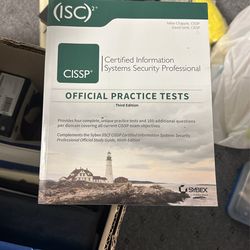 (ISC)²
Mike Chapple, CISSP
David Seidl, CISSP
Certified Information
Systems Security Professional
CISSP®
OFFICIAL PRACTICE TESTS
Third Edition
Provides four complete, unique practice tests and 100 additional questions
per domain covering all current CISSP exam objectives.
Complements the Sybex (ISC)² CISSP Certified Information Systems Security
Professional Official Study Guide, Ninth Edition
SYBEX